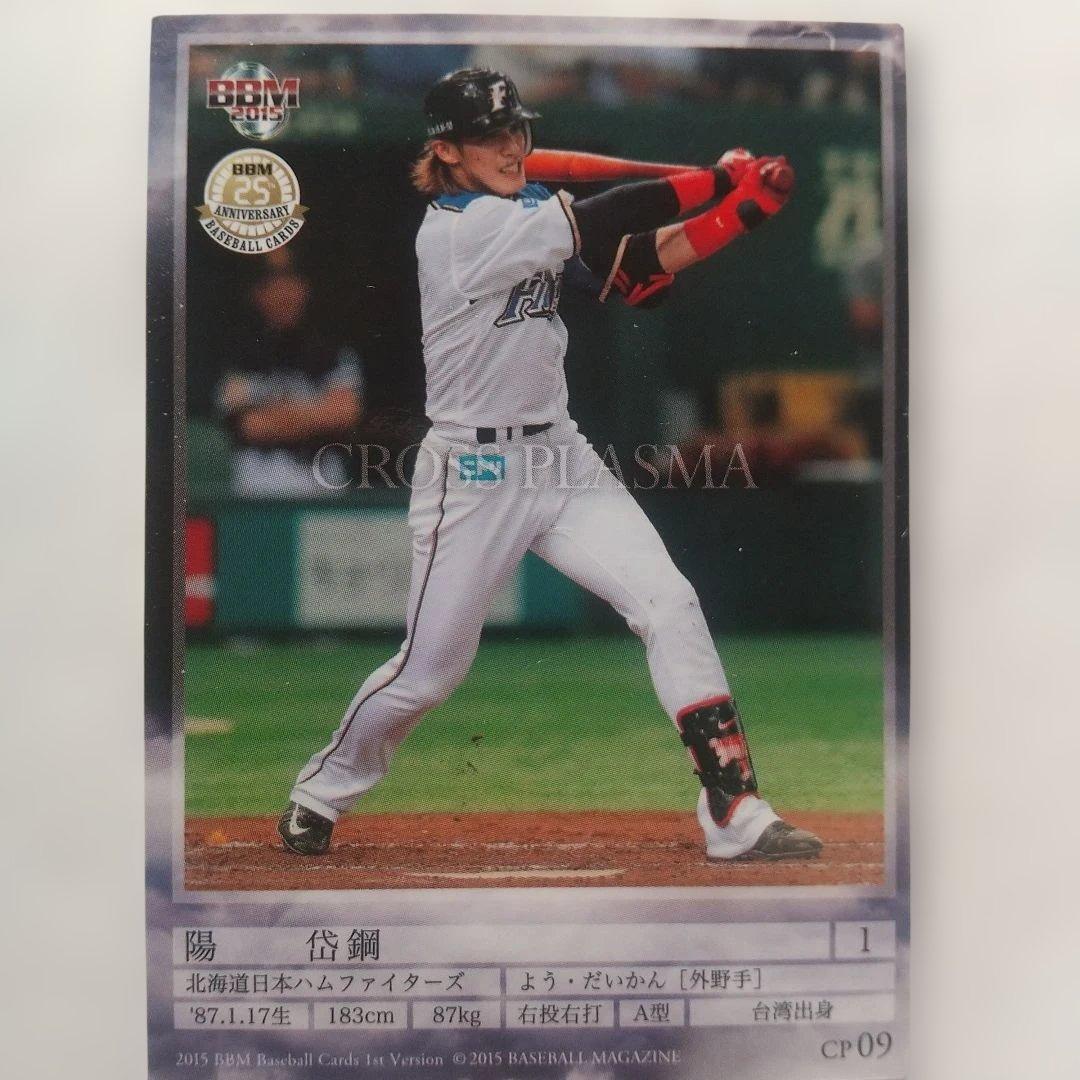 BBM
2015
BBM
25th
ANNIVERSARY
BASEBALL CARDS
F
CROSS PLASMA
陽 岱鋼 1
北海道日本ハムファイターズ よう・だいかん［外野手］
'87.1.17生 183cm 87kg 右投右打 A型 台湾出身
CP09
2015 BBM Baseball Cards 1st Version ©2015 BASEBALL MAGAZINE